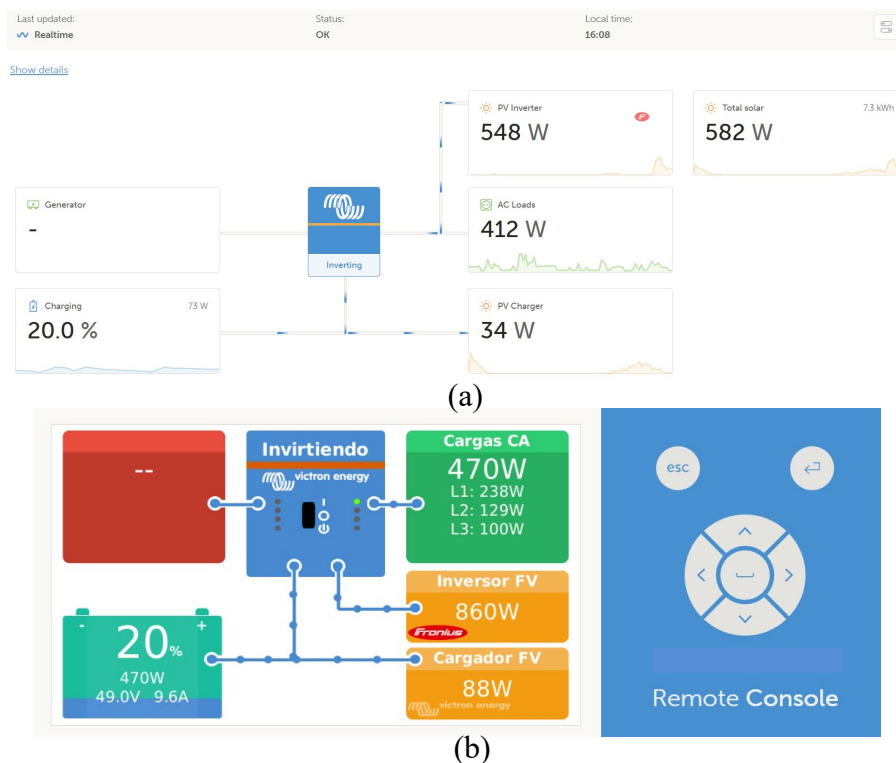 Last updated: Status: Local time:
Realtime OK 16:08
Show details
PV Inverter
548 W
F
Total solar 7.3 kWh
582 W
Generator
-
Inverting
AC Loads
412 W
Charging 73 W
20.0 %
PV Charger
34 W
(a)
--
Invirtiendo
victron energy
Cargas CA
470W
L1: 238W
L2: 129W
L3: 100W
Inversor FV
860W
Fronius
- +
20%
470W
49.0V 9.6A
Cargador FV
88W
victron energy
esc
Remote Console
(b)